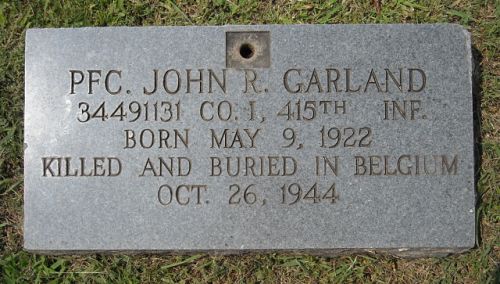 PFC. JOHN R. GARLAND
34491131 CO. I, 415TH INF.
BORN MAY 9, 1922
KILLED AND BURIED IN BELGIUM
OCT. 26, 1944